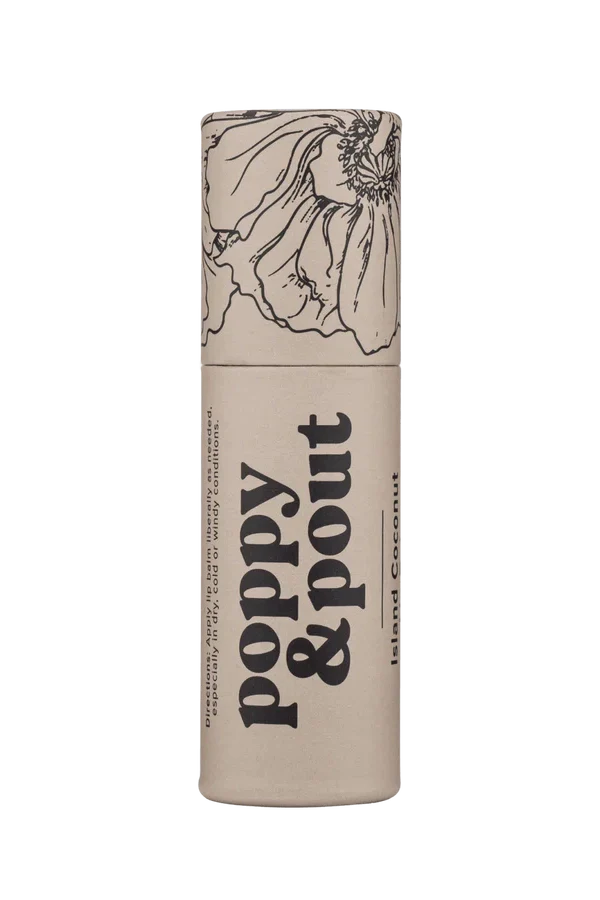 Directions: Apply lip balm liberally as needed,
especially in dry, cold or windy conditions.
poppy
& pout
Island Coconut